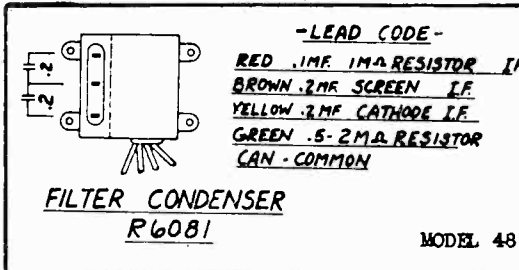 -LEAD CODE-
RED .1MF. 1MΩ RESISTOR IF
BROWN .2MF. SCREEN I.F.
YELLOW .2MF CATHODE I.F.
GREEN .5-2MΩ RESISTOR
CAN - COMMON
.2
.2
FILTER CONDENSER
R6081
MODEL 48